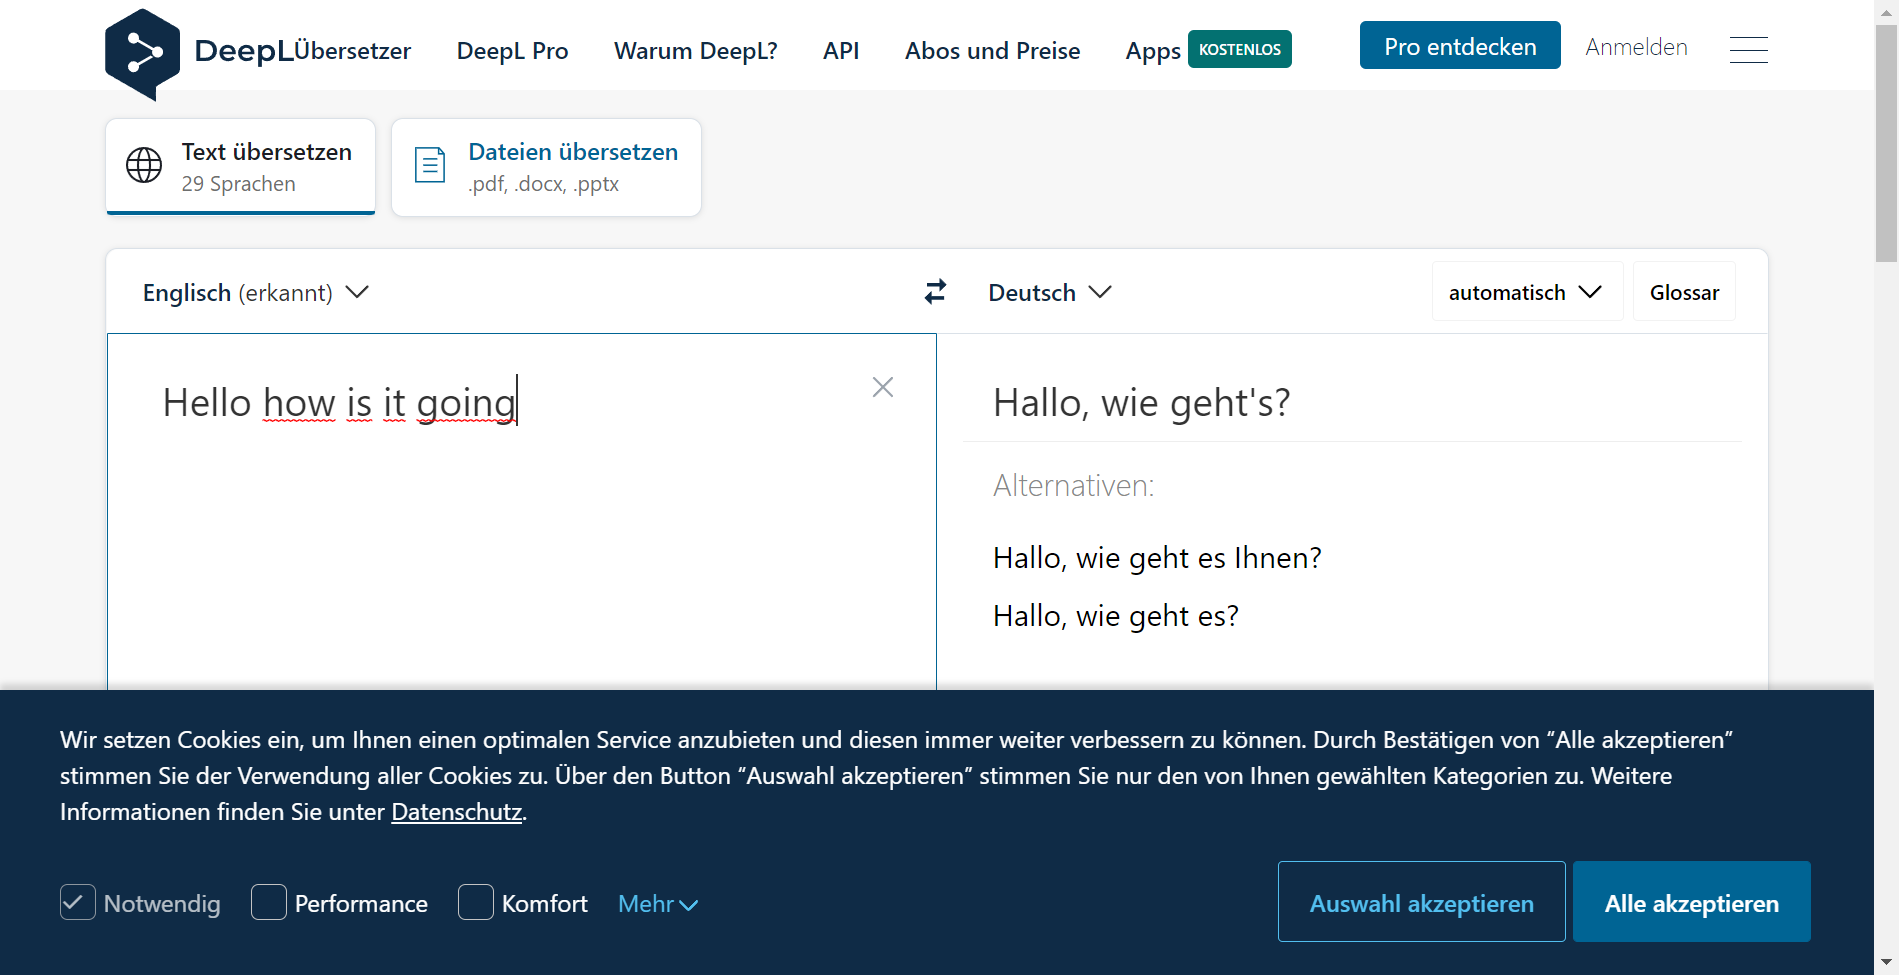 DeepL Übersetzer DeepL Pro Warum DeepL? API Abos und Preise Apps KOSTENLOS Pro entdecken Anmelden
Text übersetzen
29 Sprachen
Dateien übersetzen
.pdf, .docx, .pptx
Englisch (erkannt) Deutsch automatisch Glossar
Hello how is it going
Hallo, wie geht's?
Alternativen:
Hallo, wie geht es Ihnen?
Hallo, wie geht es?
Wir setzen Cookies ein, um Ihnen einen optimalen Service anzubieten und diesen immer weiter verbessern zu können. Durch Bestätigen von “Alle akzeptieren”
stimmen Sie der Verwendung aller Cookies zu. Über den Button “Auswahl akzeptieren” stimmen Sie nur den von Ihnen gewählten Kategorien zu. Weitere
Informationen finden Sie unter Datenschutz.
Notwendig Performance Komfort Mehr Auswahl akzeptieren Alle akzeptieren